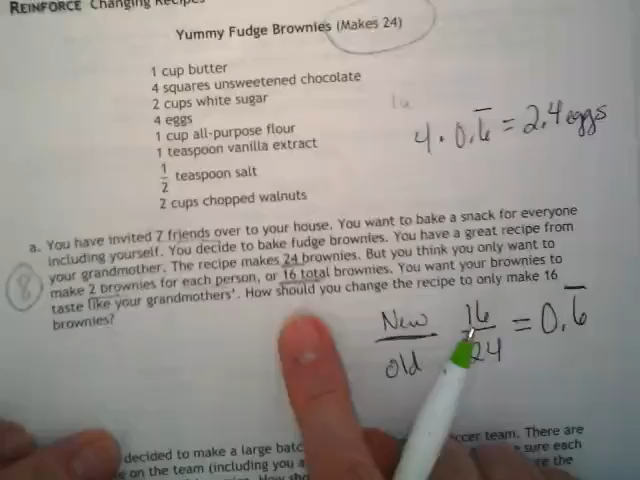 REINFORCE Changing Recipes
Yummy Fudge Brownies (Makes 24)
1 cup butter
4 squares unsweetened chocolate
2 cups white sugar
4 eggs
1 cup all-purpose flour
1 teaspoon vanilla extract
1/2 teaspoon salt
2 cups chopped walnuts
4 · 0.6̅ = 2.4 eggs
a. You have invited 7 friends over to your house. You want to bake a snack for everyone
including yourself. You decide to bake fudge brownies. You have a great recipe from
your grandmother. The recipe makes 24 brownies. But you think you only want to
make 2 brownies for each person, or 16 total brownies. You want your brownies to
taste like your grandmothers'. How should you change the recipe to only make 16
brownies?
8
New/old 16/24 = 0.6̅
decided to make a large
team. There are
on the team (including you
sure each
the